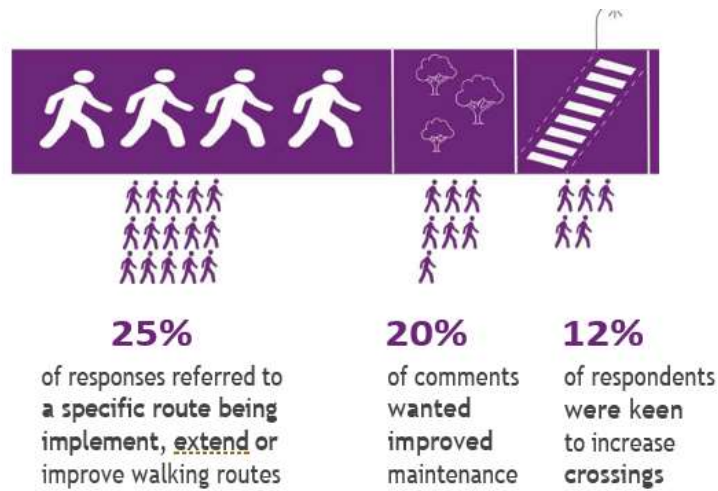 25%
of responses referred to
a specific route being
implement, extend or
improve walking routes
20%
of comments
wanted
improved
maintenance
12%
of respondents
were keen
to increase
crossings